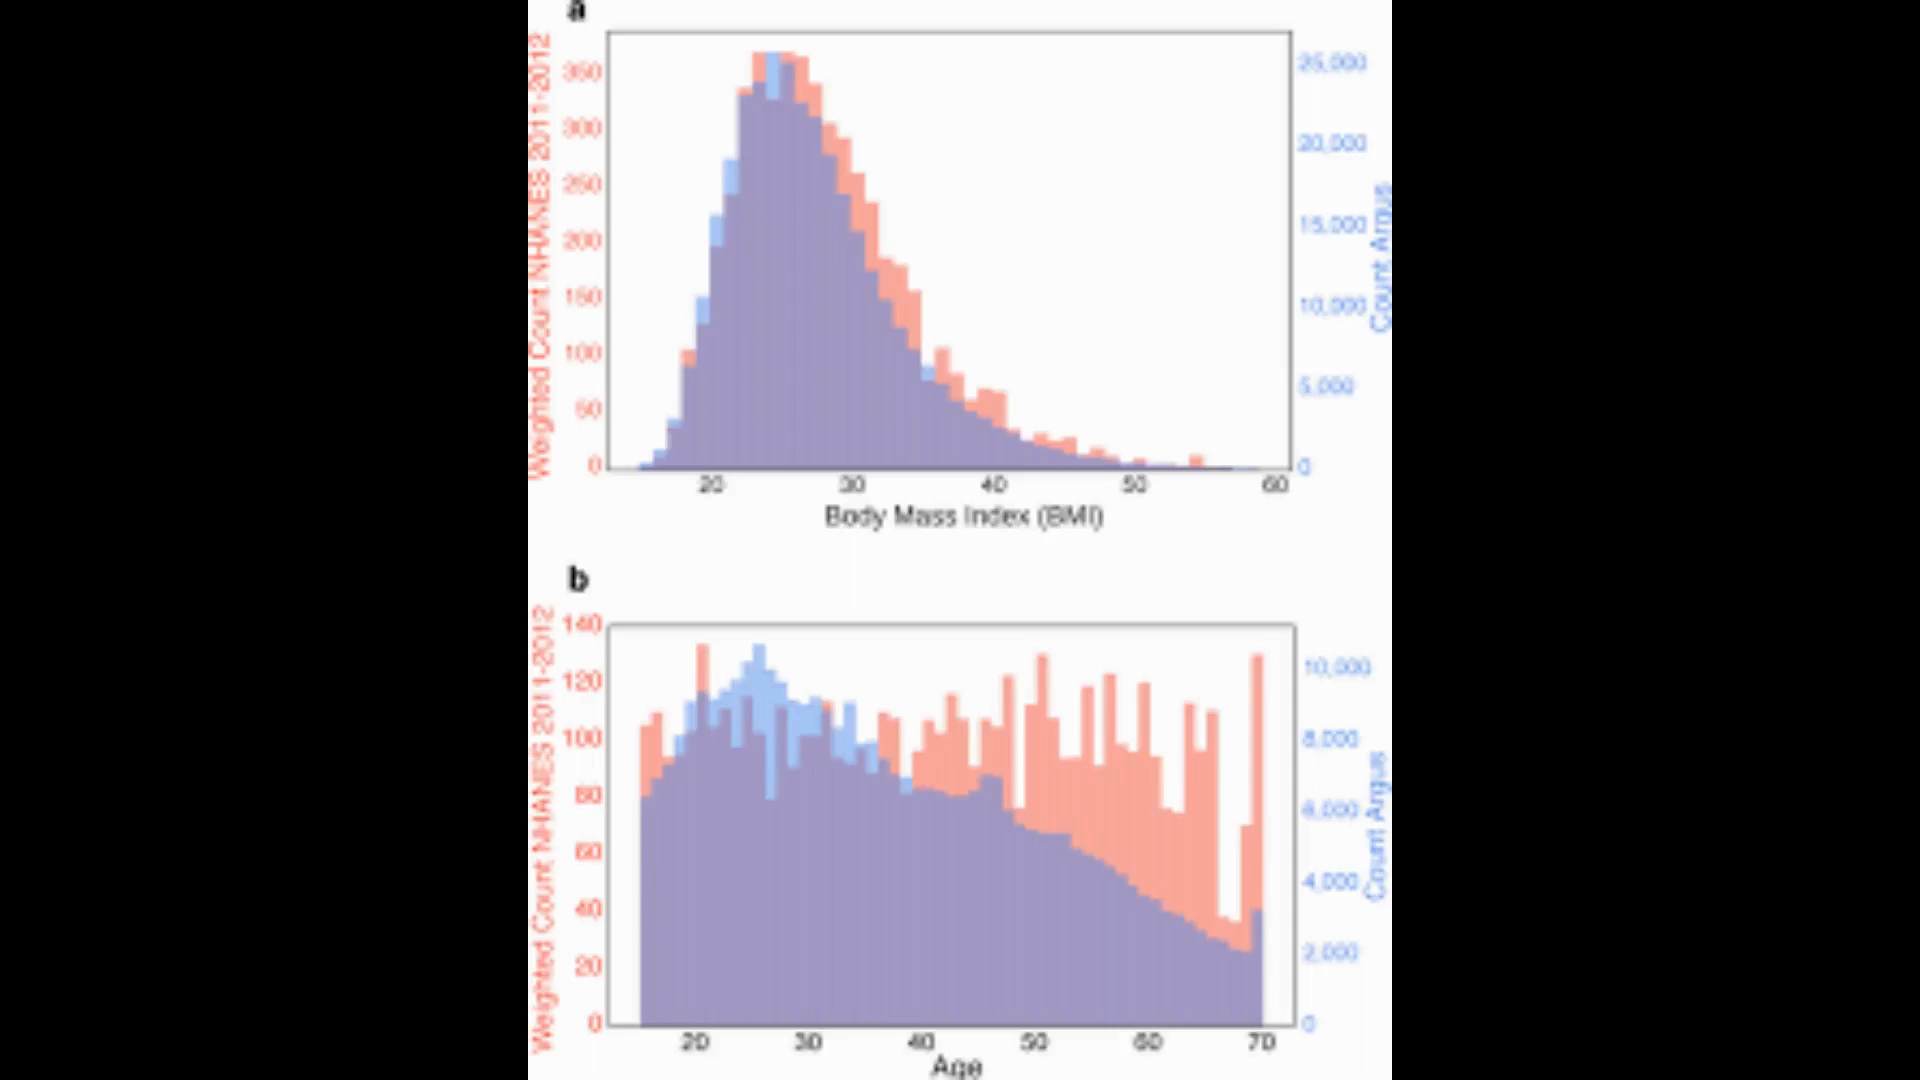 a
Weighted Count NHANES 2011-2012
350
300
250
200
150
100
50
0
25,000
20,000
15,000
10,000
5,000
0
Count Argus
20 30 40 50 60
Body Mass Index (BMI)
b
Weighted Count NHANES 2011-2012
140
120
100
80
60
40
20
0
10,000
8,000
6,000
4,000
2,000
0
Count Argus
20 30 40 50 60 70
Age